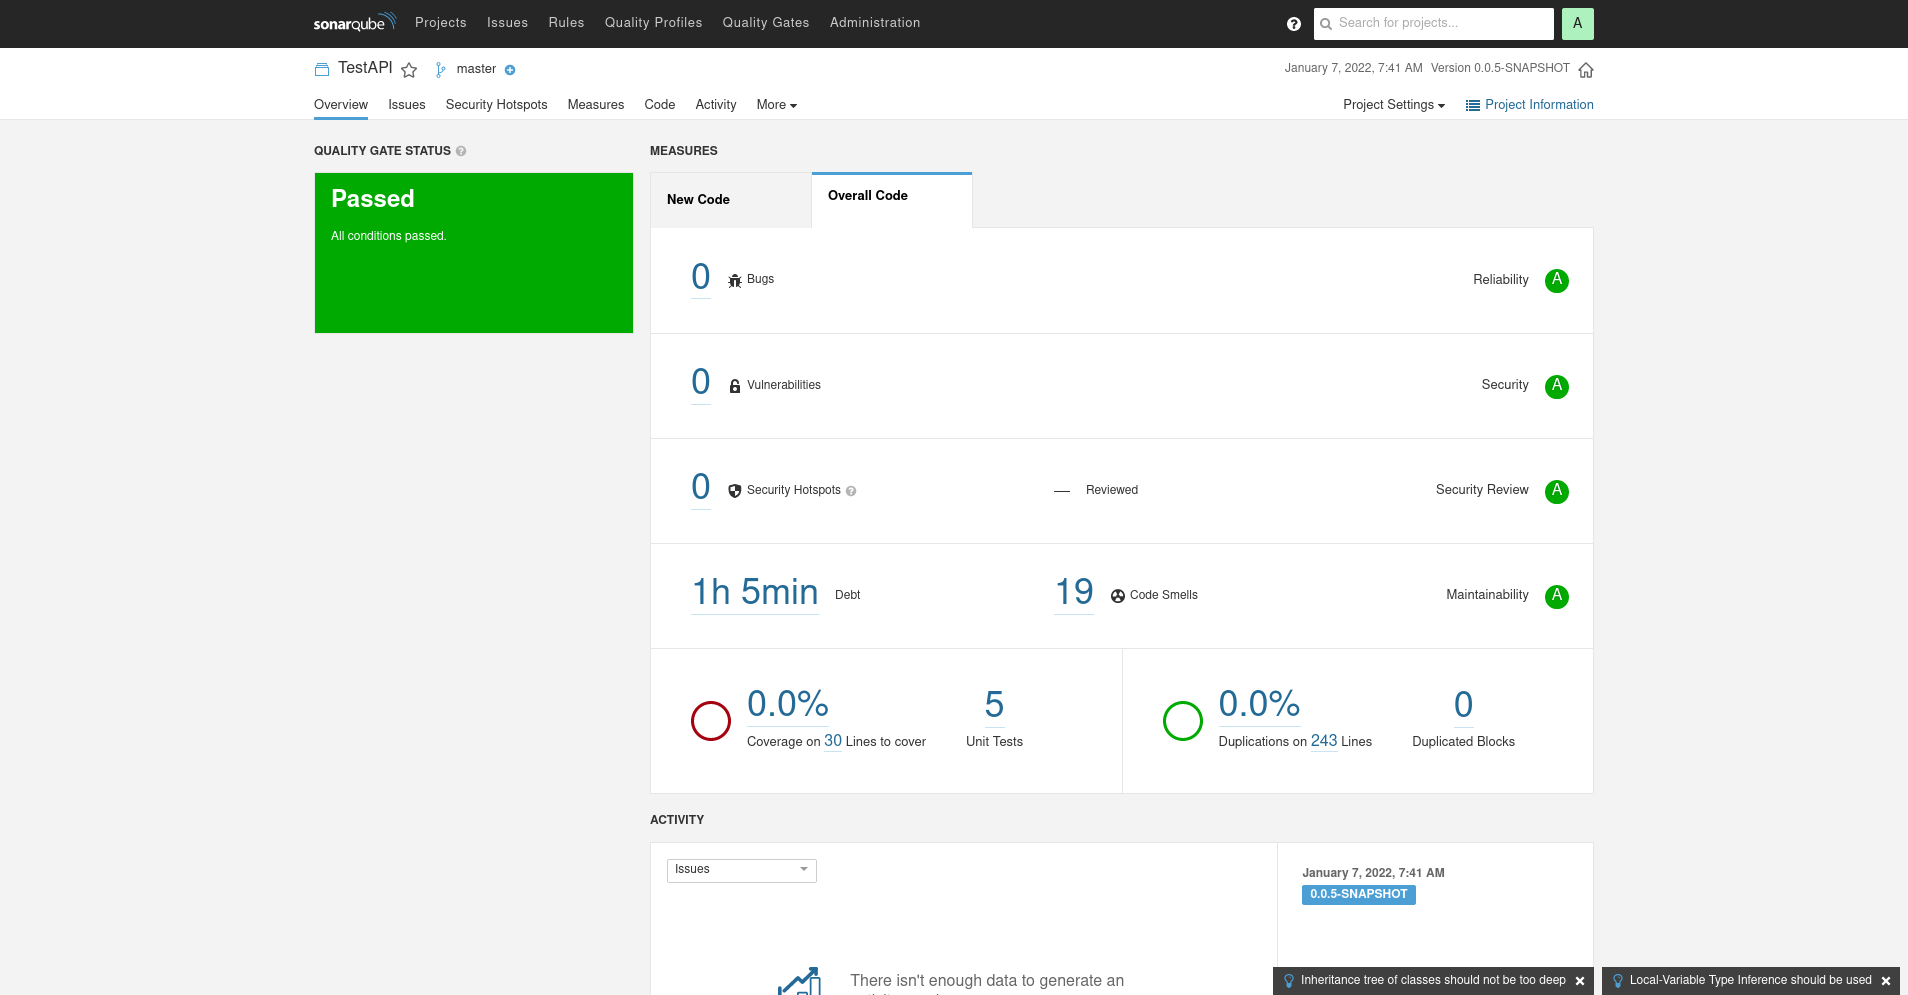 sonarqube Projects Issues Rules Quality Profiles Quality Gates Administration ? Search for projects... A
TestAPI master January 7, 2022, 7:41 AM Version 0.0.5-SNAPSHOT
Overview Issues Security Hotspots Measures Code Activity More Project Settings Project Information
QUALITY GATE STATUS ?
Passed
All conditions passed.
MEASURES
New Code Overall Code
0 Bugs Reliability A
0 Vulnerabilities Security A
0 Security Hotspots ? — Reviewed Security Review A
1h 5min Debt 19 Code Smells Maintainability A
0.0% 5 0.0% 0
Coverage on 30 Lines to cover Unit Tests Duplications on 243 Lines Duplicated Blocks
ACTIVITY
Issues
January 7, 2022, 7:41 AM
0.0.5-SNAPSHOT
There isn't enough data to generate an
Inheritance tree of classes should not be too deep
Local-Variable Type Inference should be used